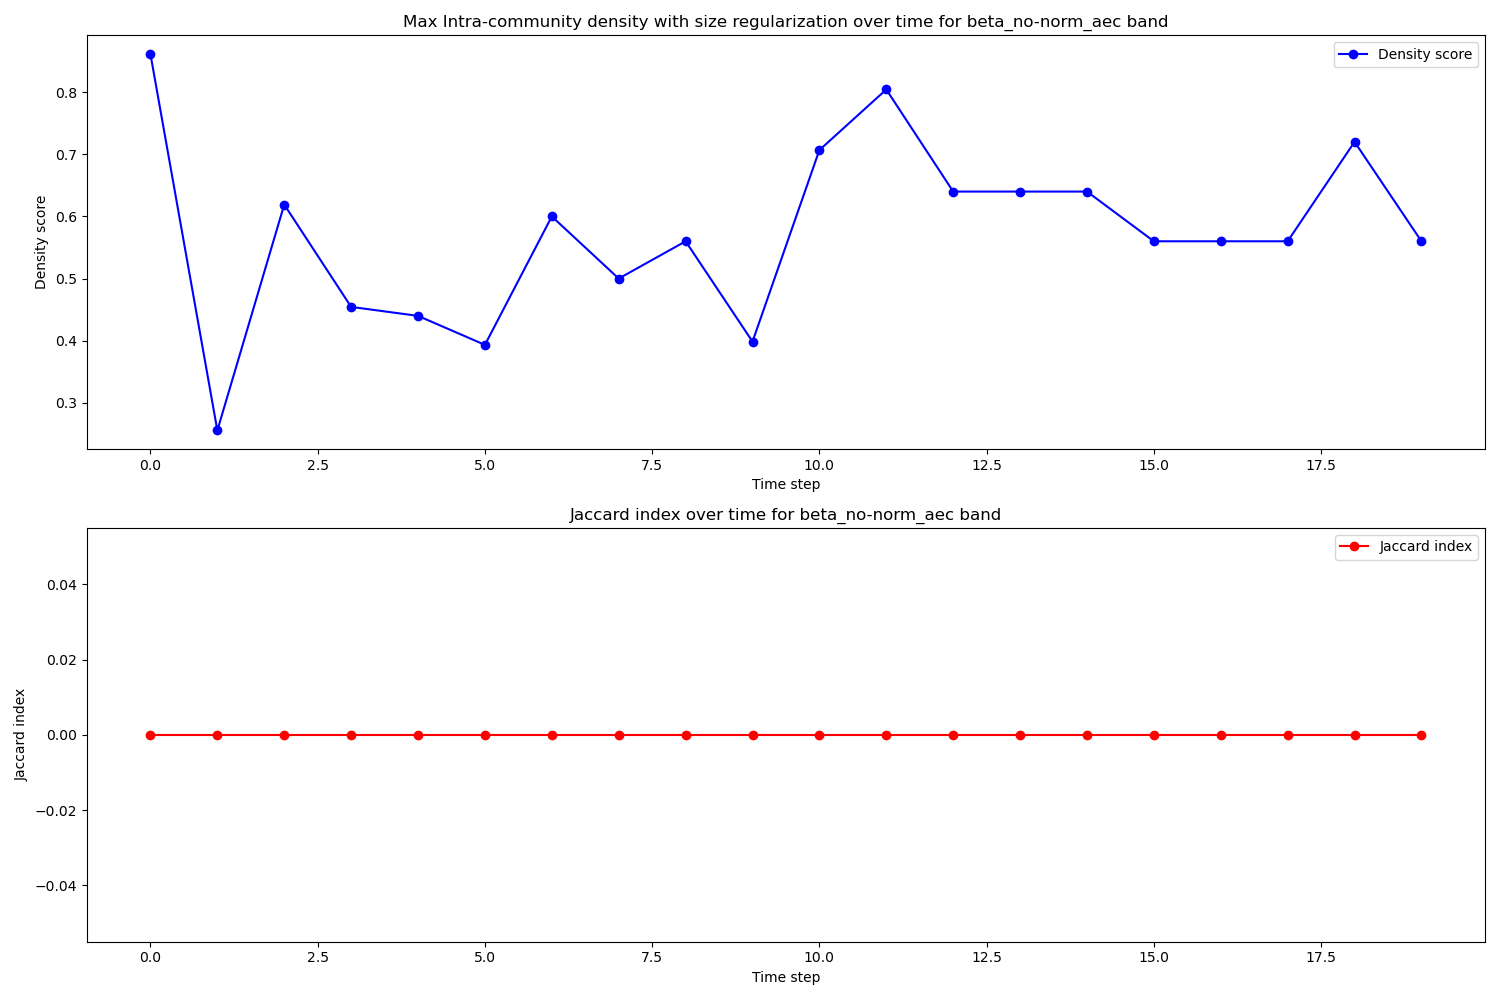 Max Intra-community density with size regularization over time for beta_no-norm_aec band
Density score
0.8
0.7
0.6
0.5
0.4
0.3
Density score
0.0 2.5 5.0 7.5 10.0 12.5 15.0 17.5
Time step
Jaccard index over time for beta_no-norm_aec band
Jaccard index
0.04
0.02
0.00
−0.02
−0.04
Jaccard index
0.0 2.5 5.0 7.5 10.0 12.5 15.0 17.5
Time step